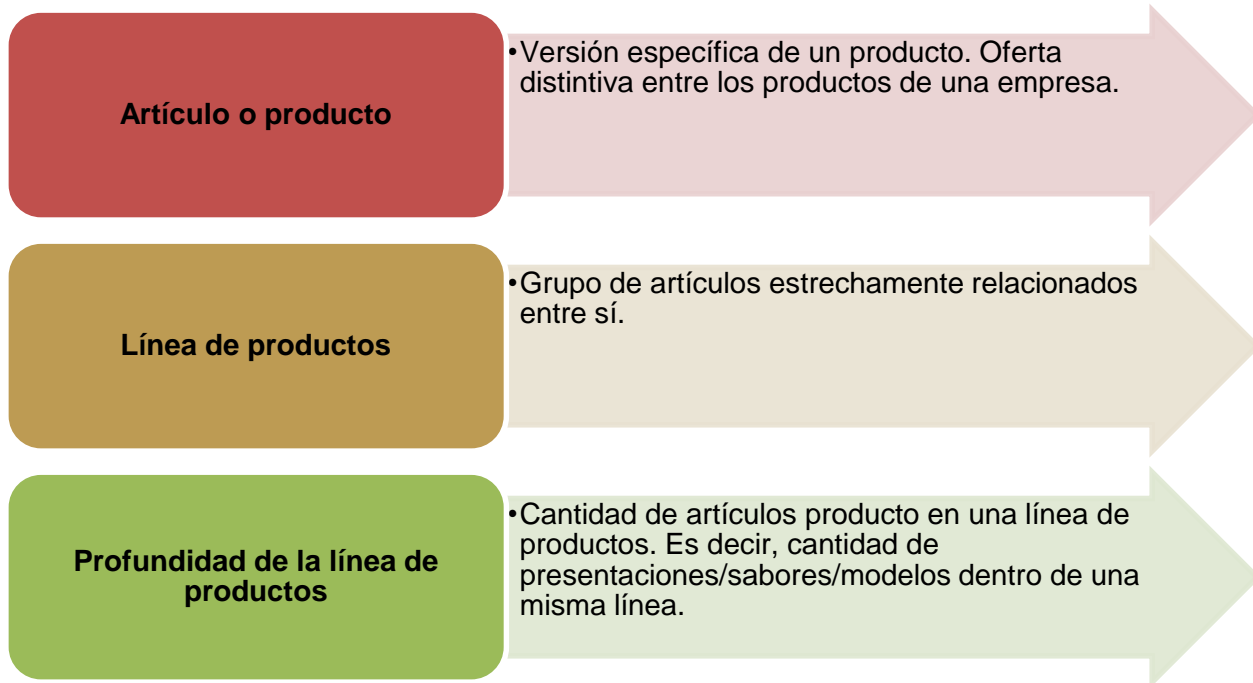 Artículo o producto
•Versión específica de un producto. Oferta
distintiva entre los productos de una empresa.
Línea de productos
•Grupo de artículos estrechamente relacionados
entre sí.
Profundidad de la línea de
productos
•Cantidad de artículos producto en una línea de
productos. Es decir, cantidad de
presentaciones/sabores/modelos dentro de una
misma línea.